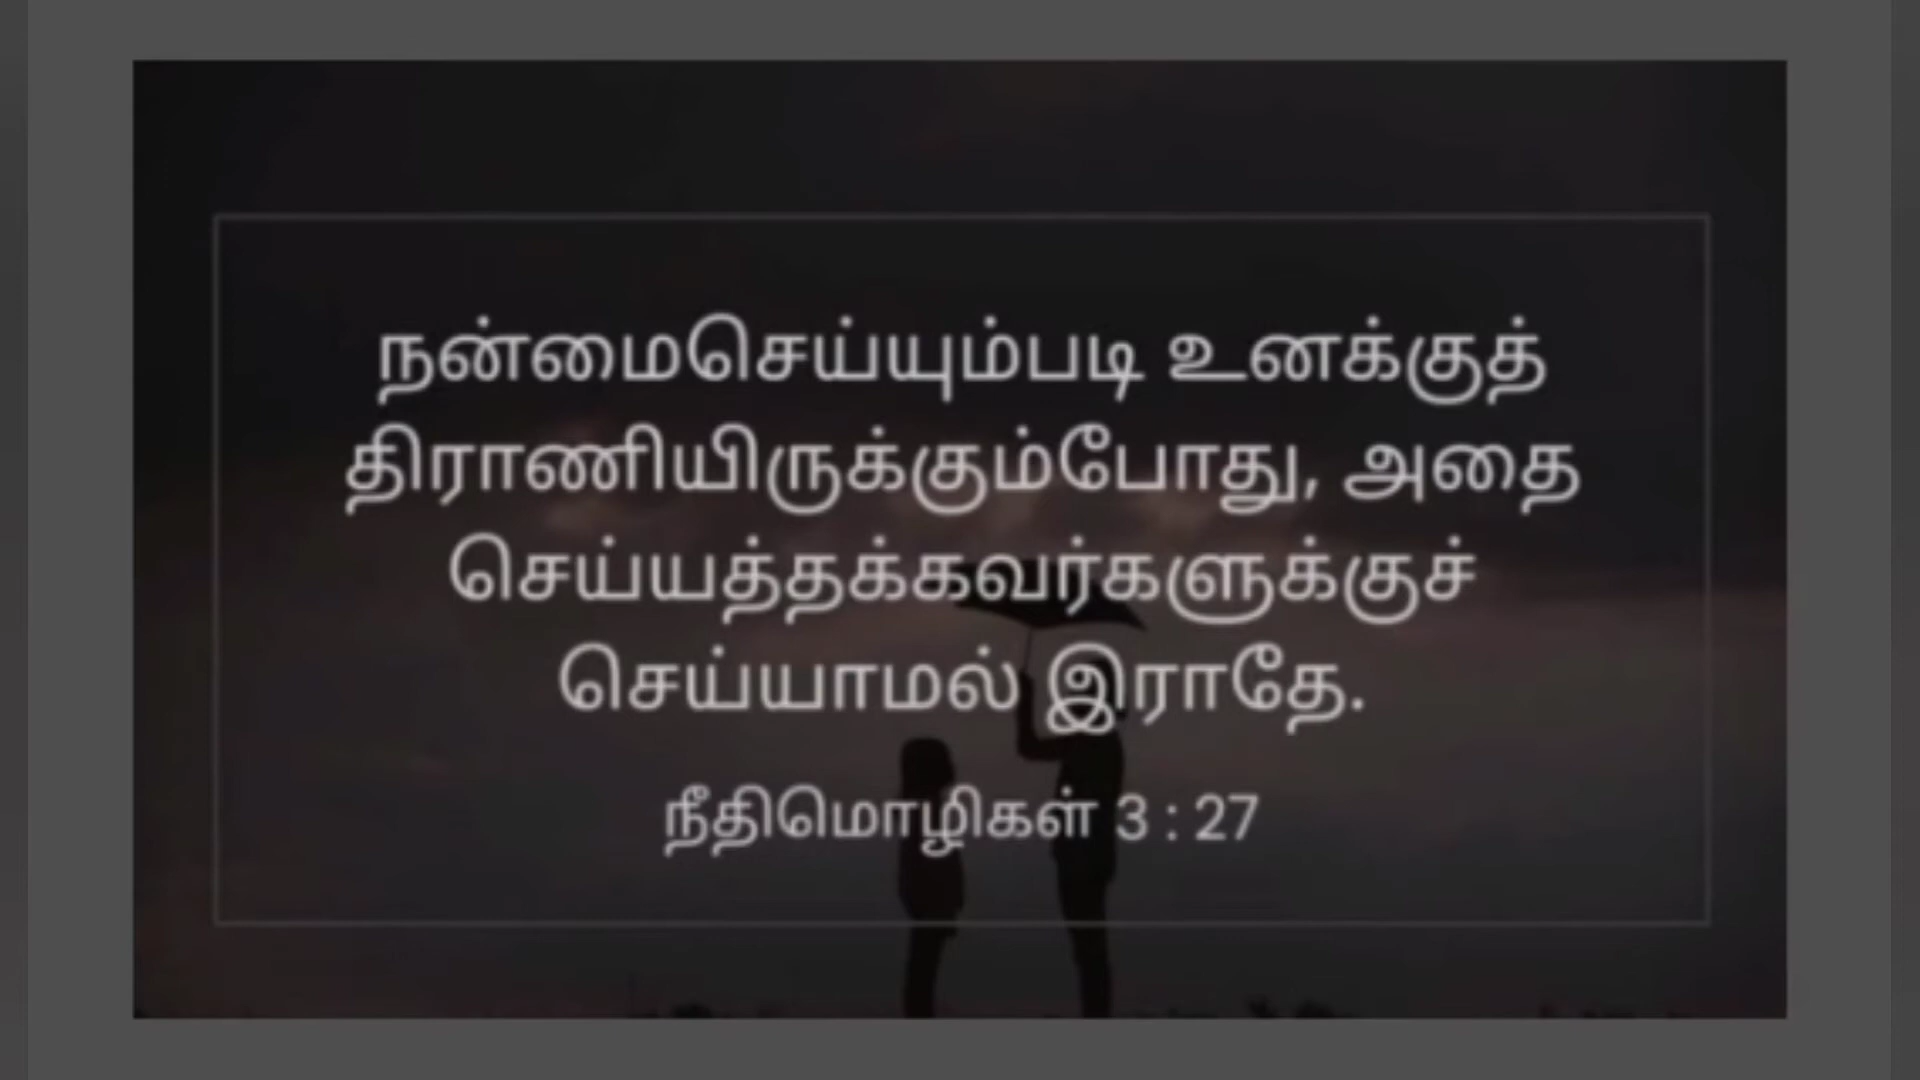 நன்மைசெய்யும்படி உனக்குத்
திராணியிருக்கும்போது, அதை
செய்யத்தக்கவர்களுக்குச்
செய்யாமல் இராதே.
நீதிமொழிகள் 3 : 27